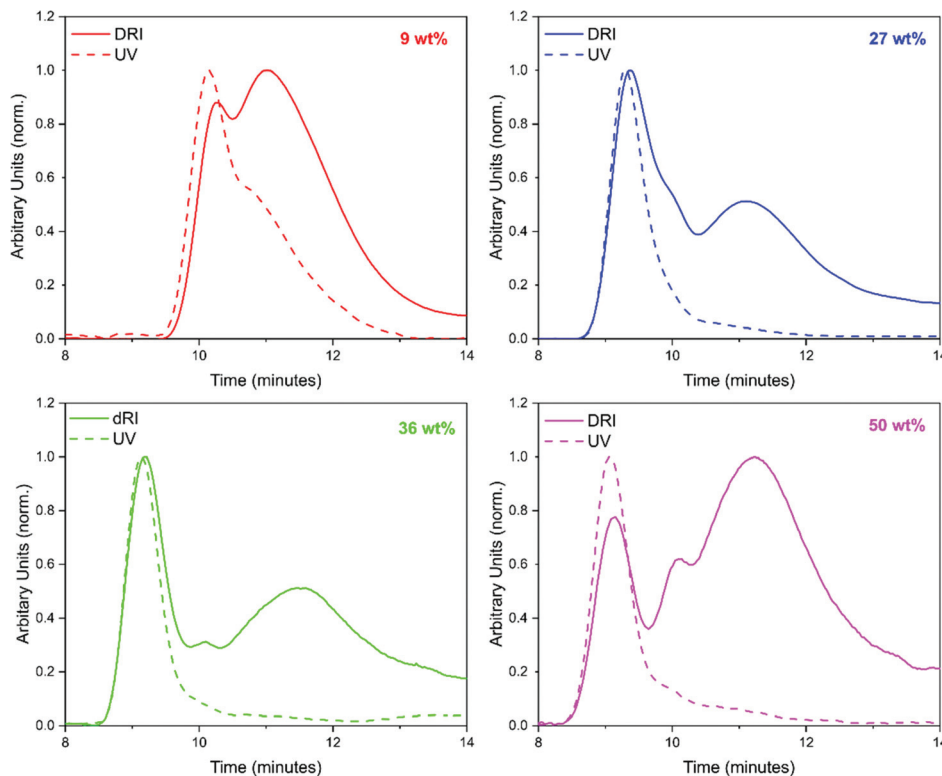 DRI
UV
9 wt%
1.2
1.0
0.8
0.6
0.4
0.2
0.0
Arbitrary Units (norm.)
8
10
12
14
Time (minutes)
DRI
UV
27 wt%
1.2
1.0
0.8
0.6
0.4
0.2
0.0
Arbitrary Units (norm.)
8
10
12
14
Time (minutes)
dRI
UV
36 wt%
1.2
1.0
0.8
0.6
0.4
0.2
0.0
Arbitary Units (norm.)
8
10
12
14
Time (minutes)
DRI
UV
50 wt%
1.2
1.0
0.8
0.6
0.4
0.2
0.0
Arbitrary Units (norm.)
8
10
12
14
Time (minutes)